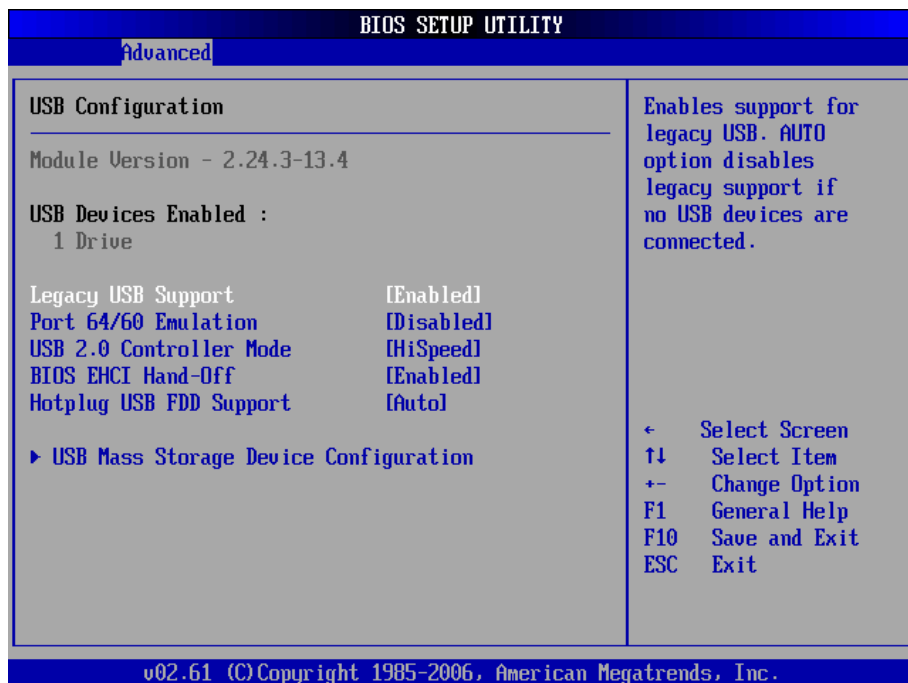 BIOS SETUP UTILITY
Advanced
USB Configuration
Module Version - 2.24.3-13.4
USB Devices Enabled :
1 Drive
Legacy USB Support [Enabled]
Port 64/60 Emulation [Disabled]
USB 2.0 Controller Mode [HiSpeed]
BIOS EHCI Hand-Off [Enabled]
Hotplug USB FDD Support [Auto]
▶ USB Mass Storage Device Configuration
Enables support for
legacy USB. AUTO
option disables
legacy support if
no USB devices are
connected.
← Select Screen
↑↓ Select Item
+- Change Option
F1 General Help
F10 Save and Exit
ESC Exit
v02.61 (C)Copyright 1985-2006, American Megatrends, Inc.